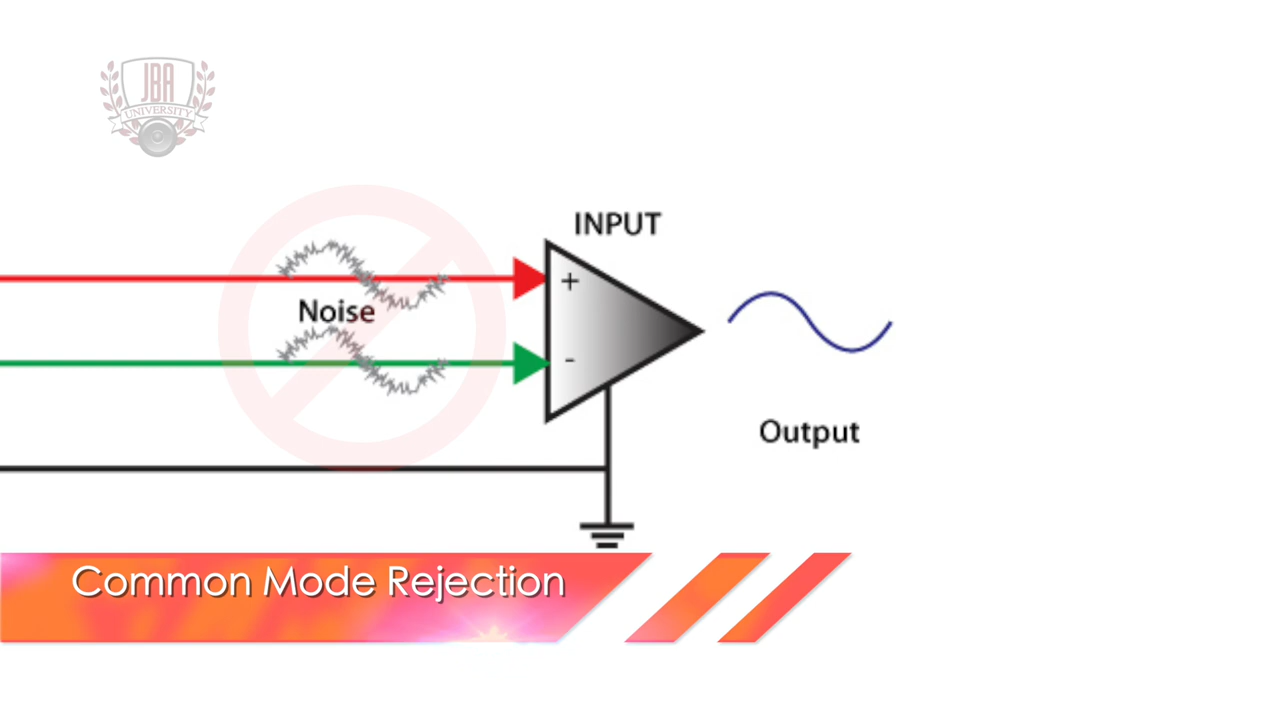 JBA
UNIVERSITY
INPUT
+
Noise
-
Output
Common Mode Rejection